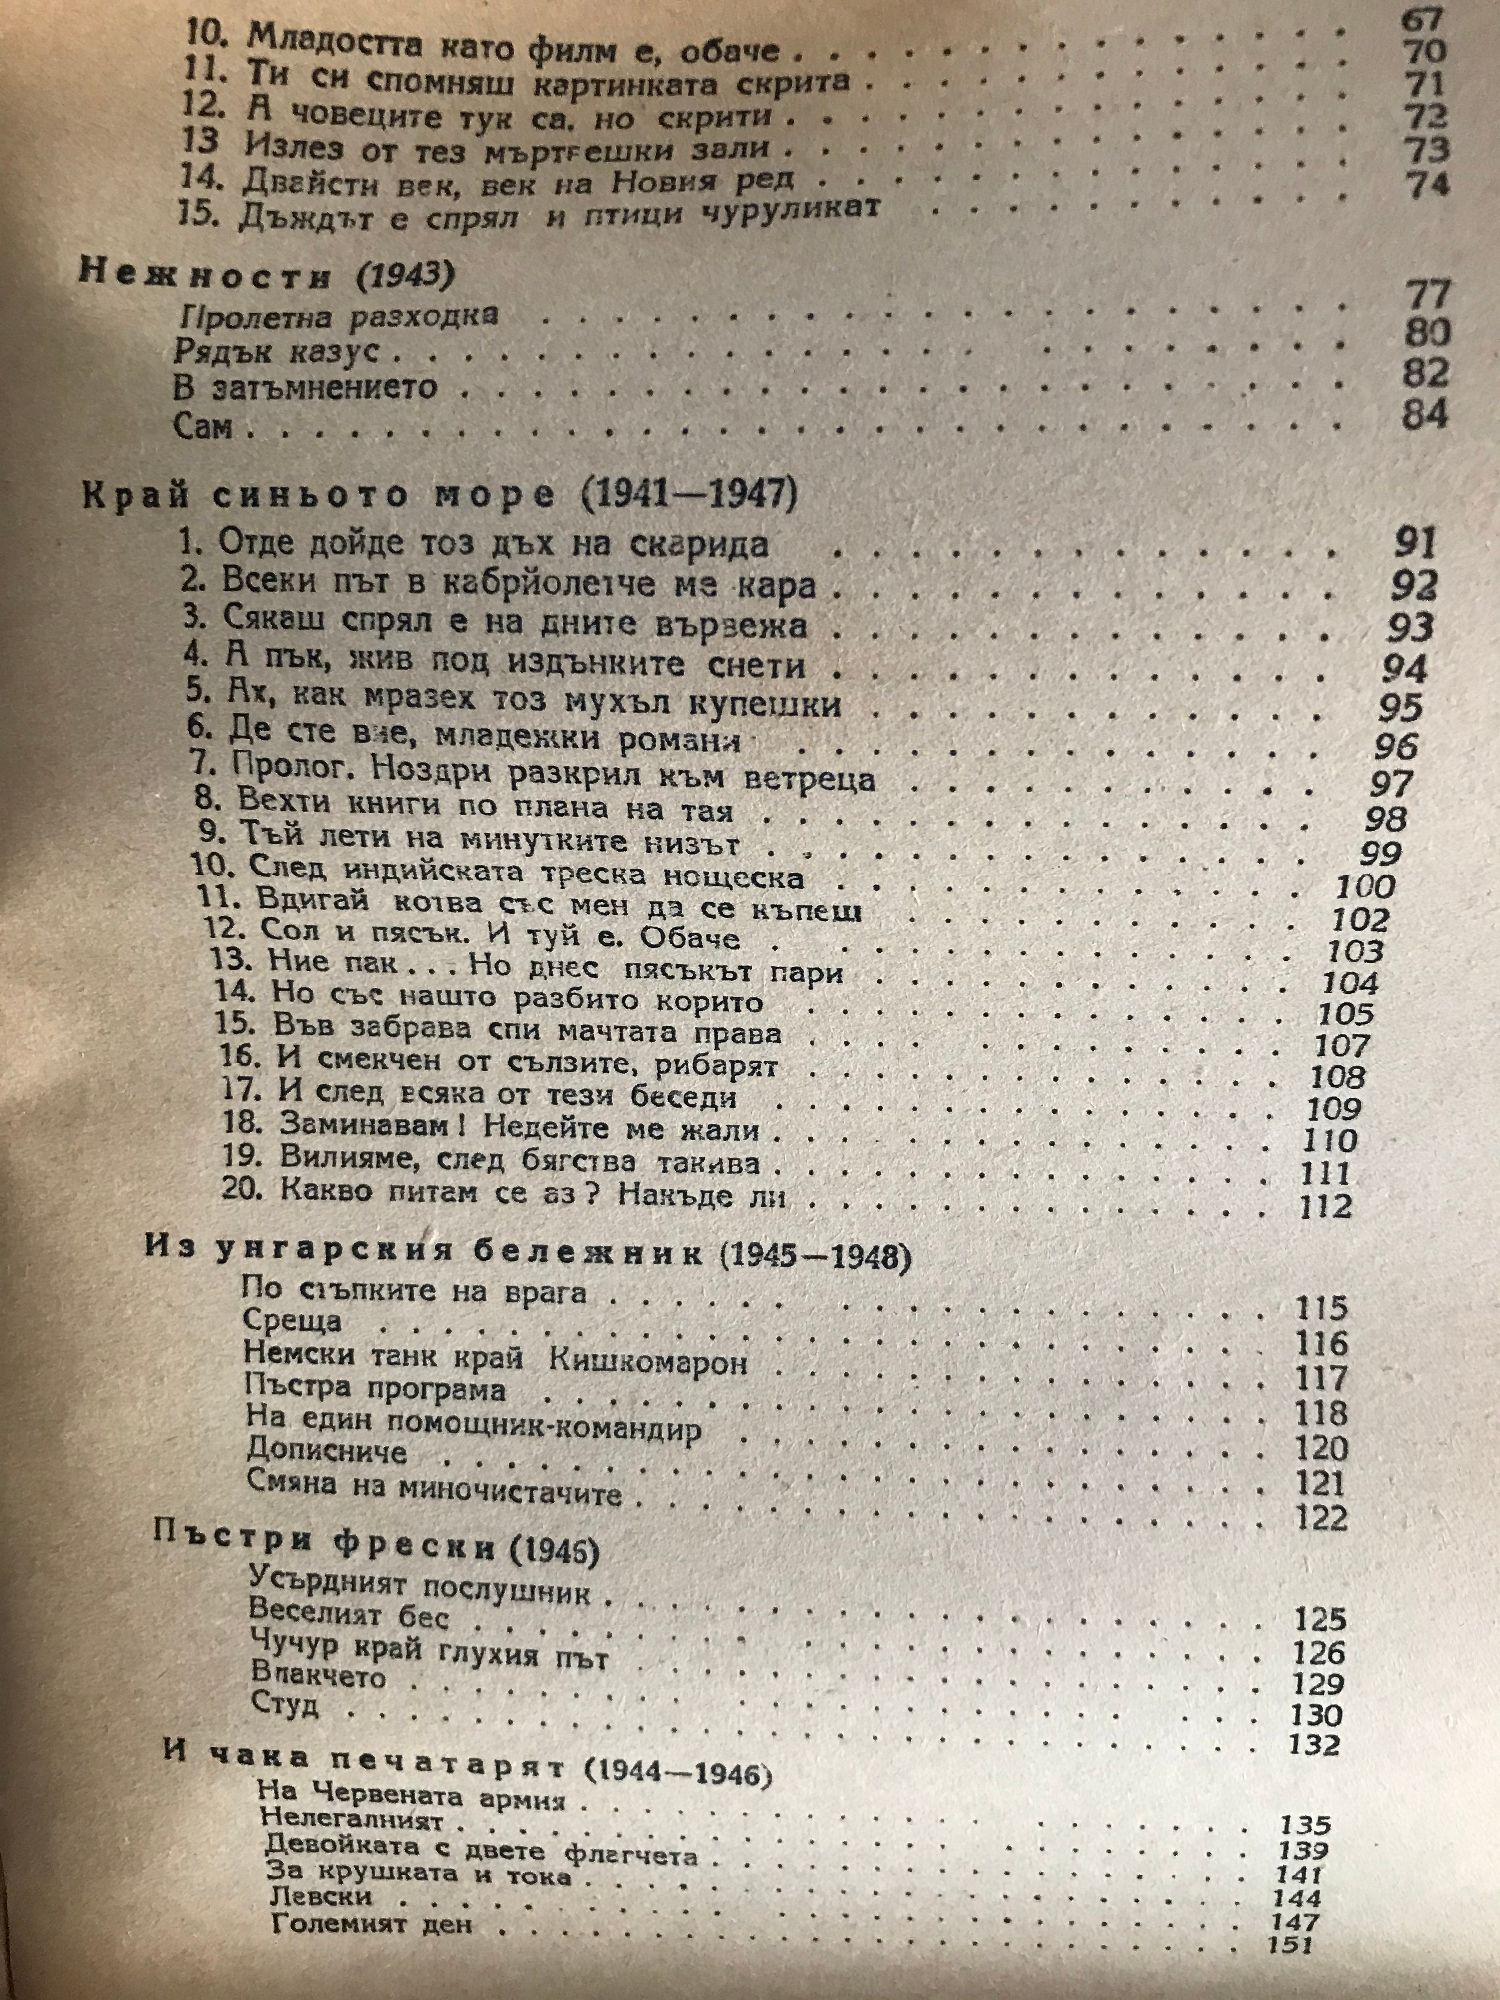 10. Младостта като филм е, обаче . . . . . . . . . . . . . . . 67
11. Ти си спомняш картинката скрита . . . . . . . . . . . . . 70
12. А човеците тук са, но скрити . . . . . . . . . . . . . . . 71
13 Излез от тез мъртвешки зали . . . . . . . . . . . . . . . 72
14. Двайсти век, век на Новия ред . . . . . . . . . . . . . . 73
15. Дъждът е спрял и птици чуруликат . . . . . . . . . . . . 74
Нежности (1943)
Пролетна разходка . . . . . . . . . . . . . . . . . . 77
Рядък казус . . . . . . . . . . . . . . . . . . . . . 80
В затъмнението . . . . . . . . . . . . . . . . . . . . 82
Сам . . . . . . . . . . . . . . . . . . . . . . . . . 84
Край синьото море (1941—1947)
1. Отде дойде тоз дъх на скарида . . . . . . . . . . . . . 91
2. Всеки път в кабрйолетче ме кара . . . . . . . . . . . . . 92
3. Сякаш спрял е на дните вървежа . . . . . . . . . . . . . 93
4. А пък, жив под издънките снети . . . . . . . . . . . . . 94
5. Ах, как мразех тоз мухъл купешки . . . . . . . . . . . . 95
6. Де сте вие, младежки романи . . . . . . . . . . . . . . 96
7. Пролог. Ноздри разкрил към ветреца . . . . . . . . . . . 97
8. Вехти книги по плана на тая . . . . . . . . . . . . . . 98
9. Тъй лети на минутките низът . . . . . . . . . . . . . . 99
10. След индийската треска нощеска . . . . . . . . . . . . . 100
11. Вдигай котва със мен да се къпеш . . . . . . . . . . . 102
12. Сол и пясък. И туй е. Обаче . . . . . . . . . . . . . . 103
13. Ние пак . . . Но днес пясъкът пари . . . . . . . . . . . 104
14. Но със нашто разбито корито . . . . . . . . . . . . . . 105
15. Във забрава спи мачтата права . . . . . . . . . . . . . 107
16. И смекчен от сълзите, рибарят . . . . . . . . . . . . . 108
17. И след всяка от тези беседи . . . . . . . . . . . . . . 109
18. Заминавам! Недейте ме жали . . . . . . . . . . . . . . 110
19. Вилияме, след бягства такива . . . . . . . . . . . . . . 111
20. Какво питам се аз? Накъде ли . . . . . . . . . . . . . 112
Из унгарския бележник (1945—1948)
По стъпките на врага . . . . . . . . . . . . . . . . . 115
Среща . . . . . . . . . . . . . . . . . . . . . . . . 116
Немски танк край Кишкомарон . . . . . . . . . . . . . . 117
Пъстра програма . . . . . . . . . . . . . . . . . . . . 118
На един помощник-командир . . . . . . . . . . . . . . . 120
Дописниче . . . . . . . . . . . . . . . . . . . . . . . 121
Смяна на миночистачите . . . . . . . . . . . . . . . . . 122
Пъстри фрески (1946)
Усърдният послушник . . . . . . . . . . . . . . . . . . 125
Веселият бес . . . . . . . . . . . . . . . . . . . . . 126
Чучур край глухия път . . . . . . . . . . . . . . . . . 129
Влакчето . . . . . . . . . . . . . . . . . . . . . . . 130
Студ . . . . . . . . . . . . . . . . . . . . . . . . . 132
И чака печатарят (1944—1946)
На Червената армия . . . . . . . . . . . . . . . . . . 135
Нелегалният . . . . . . . . . . . . . . . . . . . . . . 139
Девойката с двете флагчета . . . . . . . . . . . . . . . 141
За крушката и тока . . . . . . . . . . . . . . . . . . 144
Левски . . . . . . . . . . . . . . . . . . . . . . . . 147
Големият ден . . . . . . . . . . . . . . . . . . . . . 151